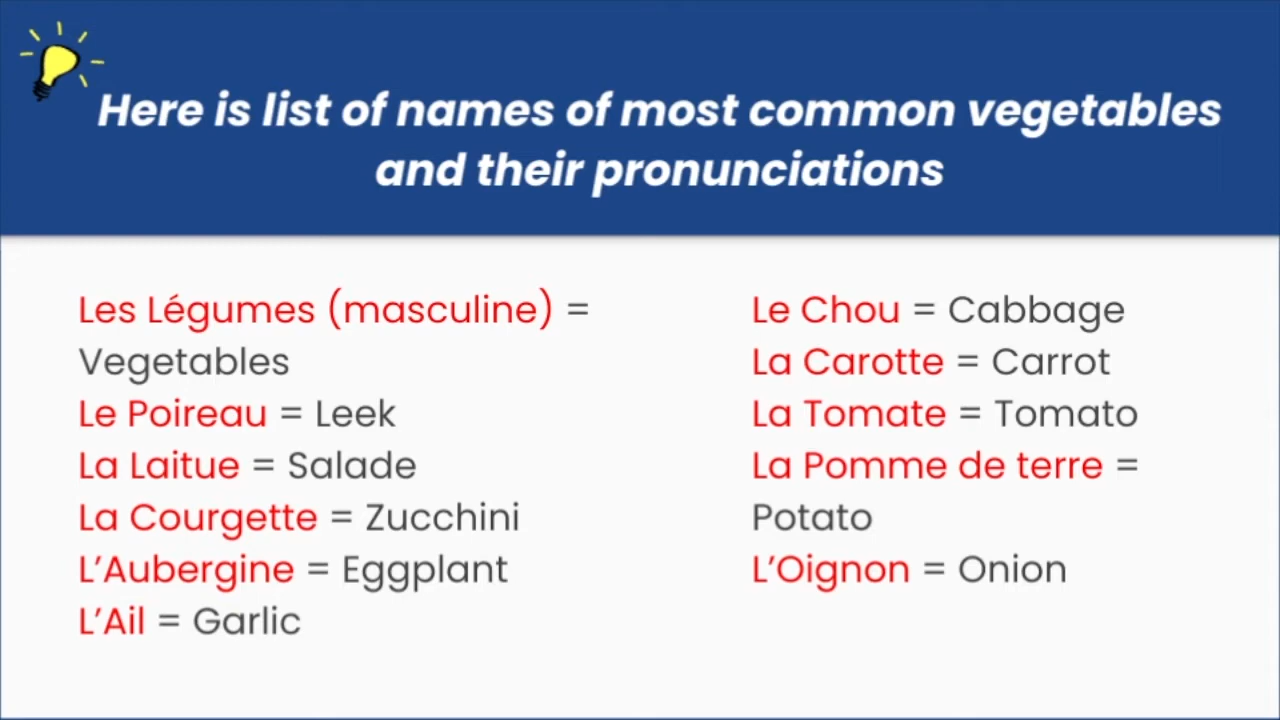 Here is list of names of most common vegetables
and their pronunciations
Les Légumes (masculine) =
Vegetables
Le Poireau = Leek
La Laitue = Salade
La Courgette = Zucchini
L’Aubergine = Eggplant
L’Ail = Garlic
Le Chou = Cabbage
La Carotte = Carrot
La Tomate = Tomato
La Pomme de terre =
Potato
L’Oignon = Onion